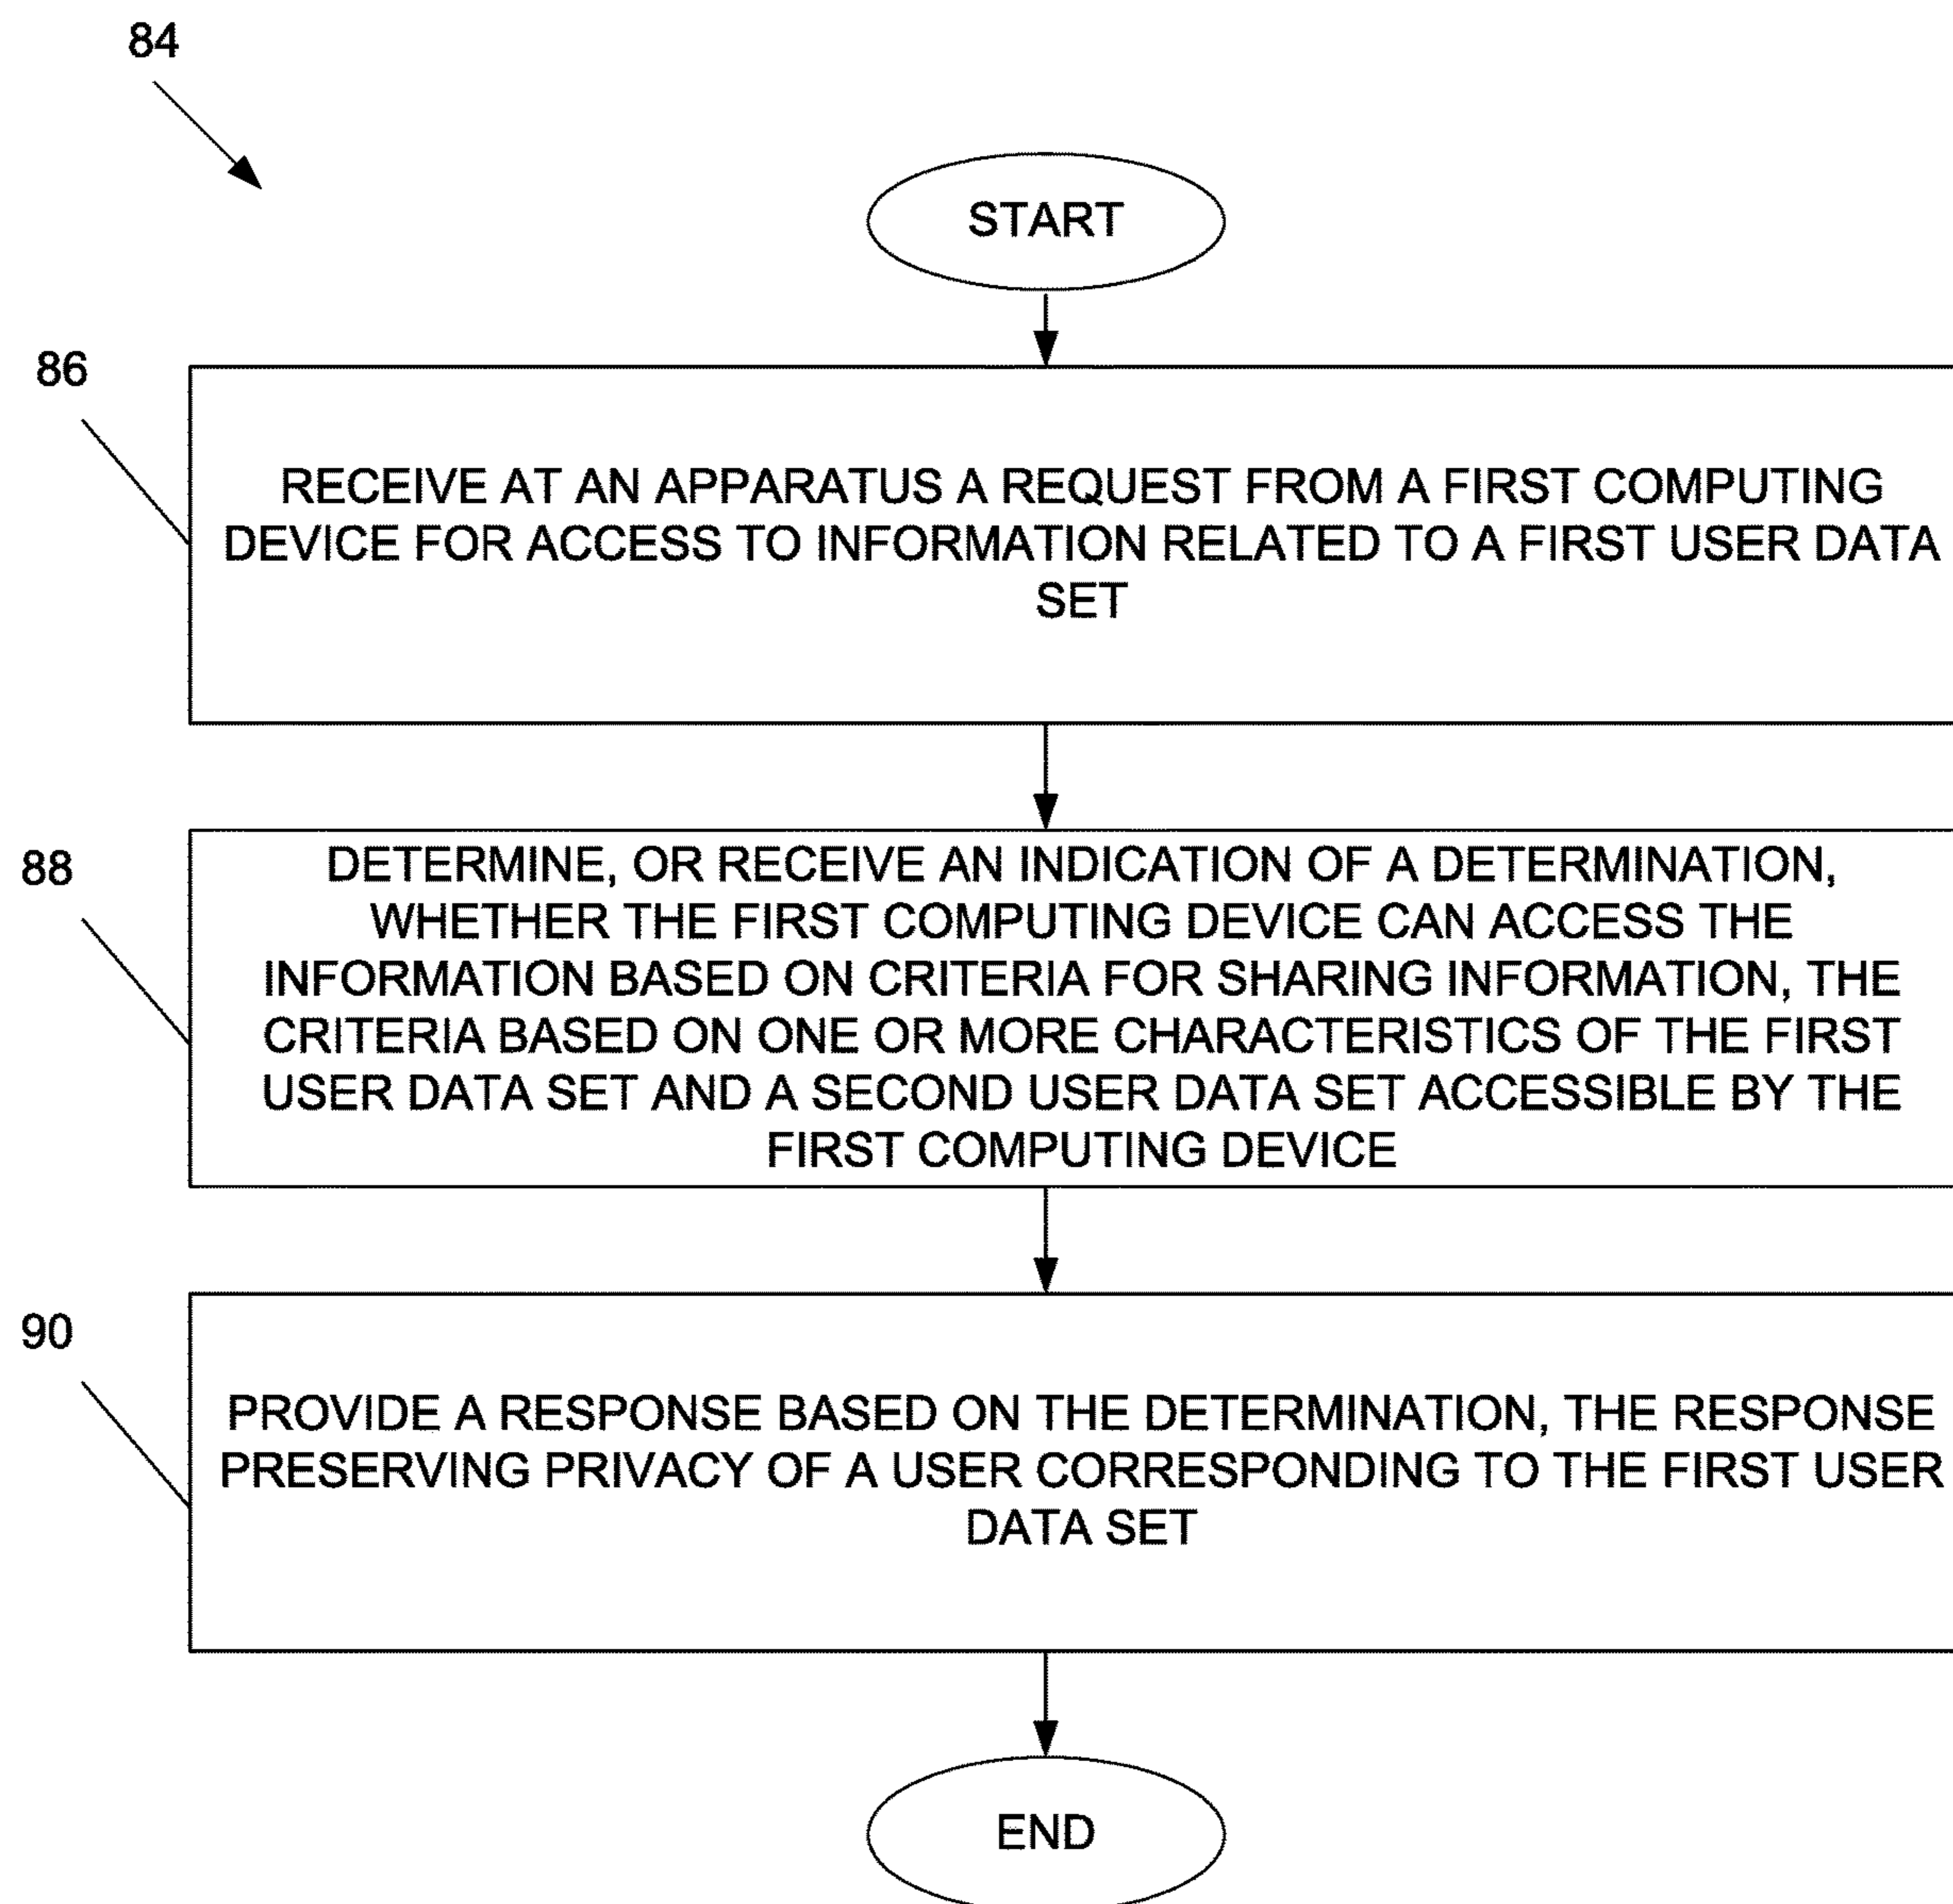 84
START
86
RECEIVE AT AN APPARATUS A REQUEST FROM A FIRST COMPUTING
DEVICE FOR ACCESS TO INFORMATION RELATED TO A FIRST USER DATA
SET
88
DETERMINE, OR RECEIVE AN INDICATION OF A DETERMINATION,
WHETHER THE FIRST COMPUTING DEVICE CAN ACCESS THE
INFORMATION BASED ON CRITERIA FOR SHARING INFORMATION, THE
CRITERIA BASED ON ONE OR MORE CHARACTERISTICS OF THE FIRST
USER DATA SET AND A SECOND USER DATA SET ACCESSIBLE BY THE
FIRST COMPUTING DEVICE
90
PROVIDE A RESPONSE BASED ON THE DETERMINATION, THE RESPONSE
PRESERVING PRIVACY OF A USER CORRESPONDING TO THE FIRST USER
DATA SET
END